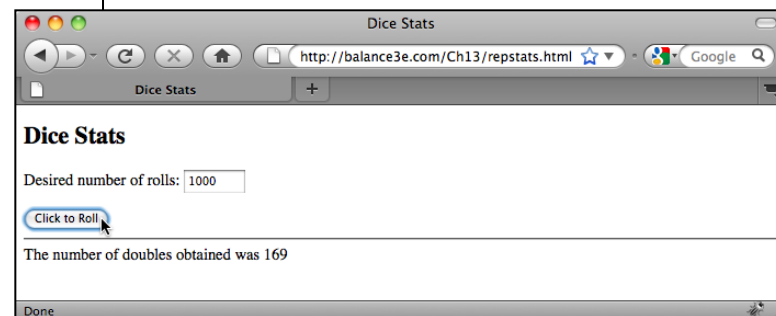 Dice Stats
http://balance3e.com/Ch13/repstats.html Google
Dice Stats +
Dice Stats
Desired number of rolls: 1000
Click to Roll
The number of doubles obtained was 169
Done